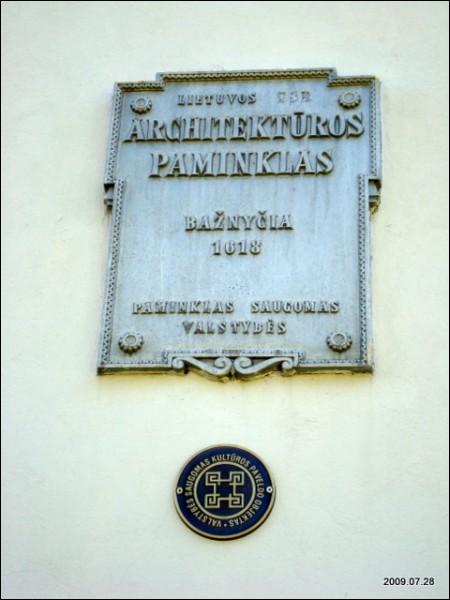 LIETUVOS TSR
ARCHITEKTŪROS
PAMINKLAS
BAŽNYČIA
1618
PAMINKLAS SAUGOMAS
VALSTYBĖS
VALSTYBĖS SAUGOMAS KULTŪROS PAVELDO OBJEKTAS •
2009.07.28